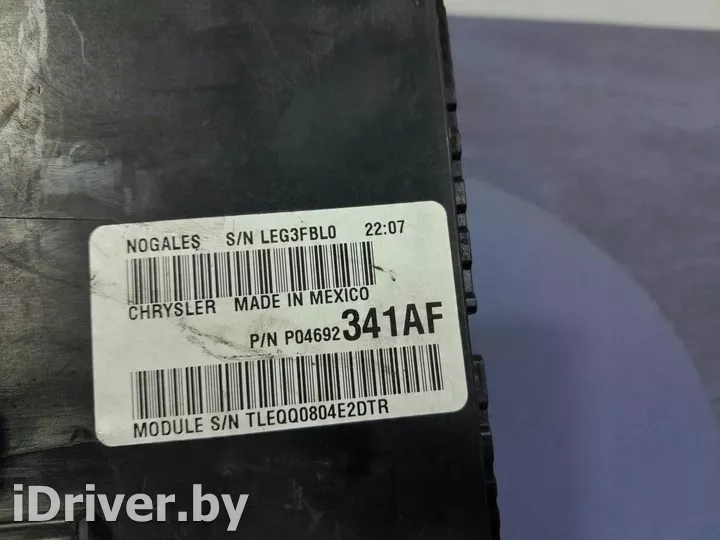 NOGALES S/N LEG3FBL0 22:07
CHRYSLER MADE IN MEXICO
P/N P04692341AF
MODULE S/N TLEQQ0804E2DTR
iDriver.by